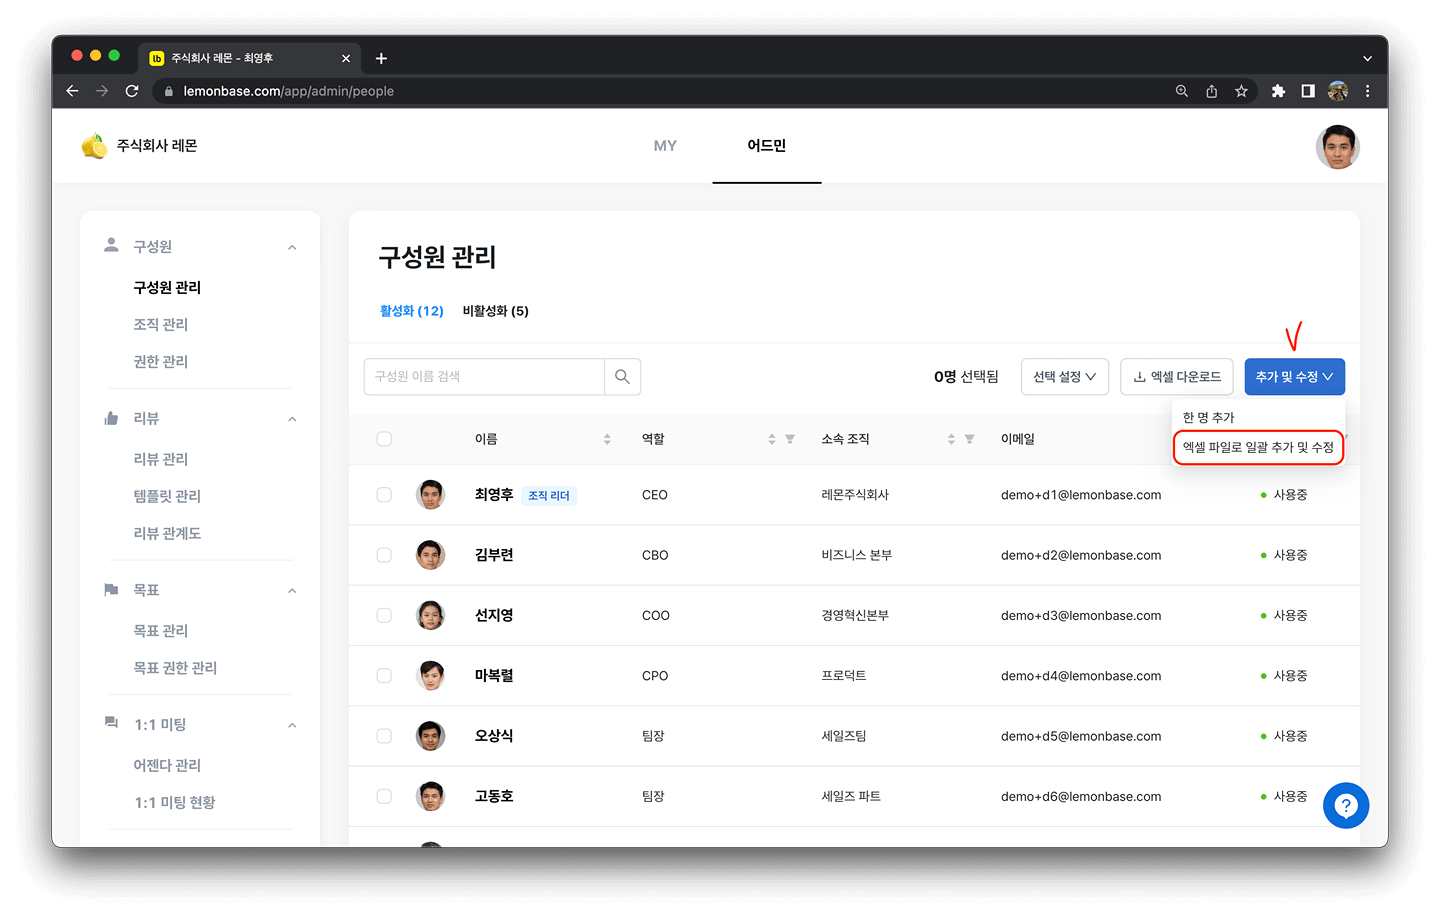 주식회사 레몬 - 최영후
lemonbase.com/app/admin/people
주식회사 레몬
MY
어드민
구성원
구성원 관리
조직 관리
권한 관리
리뷰
리뷰 관리
템플릿 관리
리뷰 관계도
목표
목표 관리
목표 권한 관리
1:1 미팅
어젠다 관리
1:1 미팅 현황
구성원 관리
활성화 (12) 비활성화 (5)
구성원 이름 검색
0명 선택됨
선택 설정
엑셀 다운로드
추가 및 수정
한 명 추가
엑셀 파일로 일괄 추가 및 수정
이름 역할 소속 조직 이메일
최영후 조직 리더 CEO 레몬주식회사 demo+d1@lemonbase.com 사용중
김부련 CBO 비즈니스 본부 demo+d2@lemonbase.com 사용중
선지영 COO 경영혁신본부 demo+d3@lemonbase.com 사용중
마복렬 CPO 프로덕트 demo+d4@lemonbase.com 사용중
오상식 팀장 세일즈팀 demo+d5@lemonbase.com 사용중
고동호 팀장 세일즈 파트 demo+d6@lemonbase.com 사용중